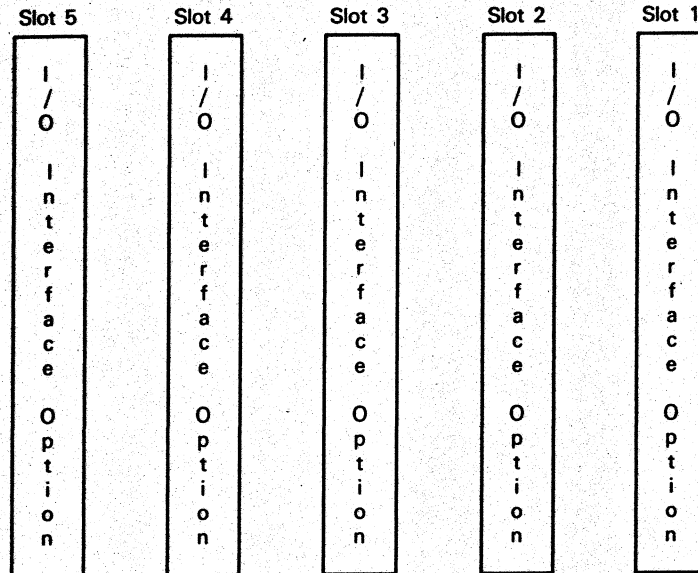 Slot 5 Slot 4 Slot 3 Slot 2 Slot 1
I/O Interface Option
I/O Interface Option
I/O Interface Option
I/O Interface Option
I/O Interface Option